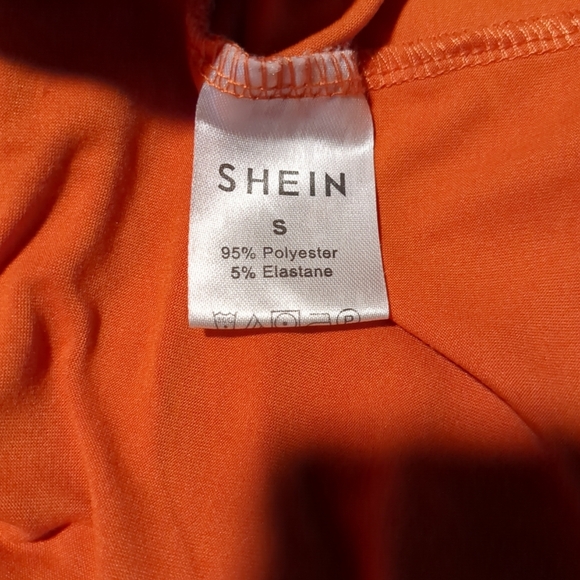 SHEIN
S
95% Polyester
5% Elastane
P